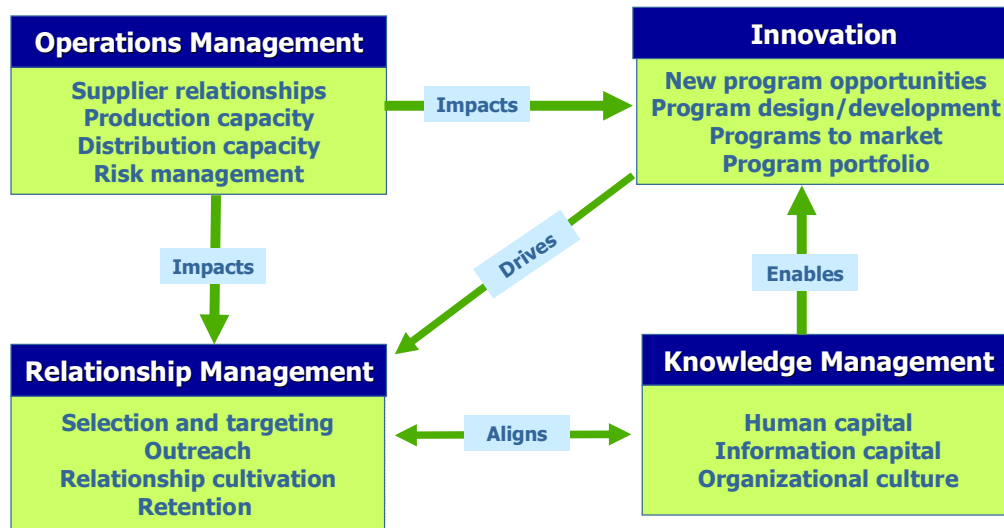 Operations Management
Supplier relationships
Production capacity
Distribution capacity
Risk management
Impacts
Innovation
New program opportunities
Program design/development
Programs to market
Program portfolio
Impacts
Drives
Enables
Relationship Management
Selection and targeting
Outreach
Relationship cultivation
Retention
Aligns
Knowledge Management
Human capital
Information capital
Organizational culture